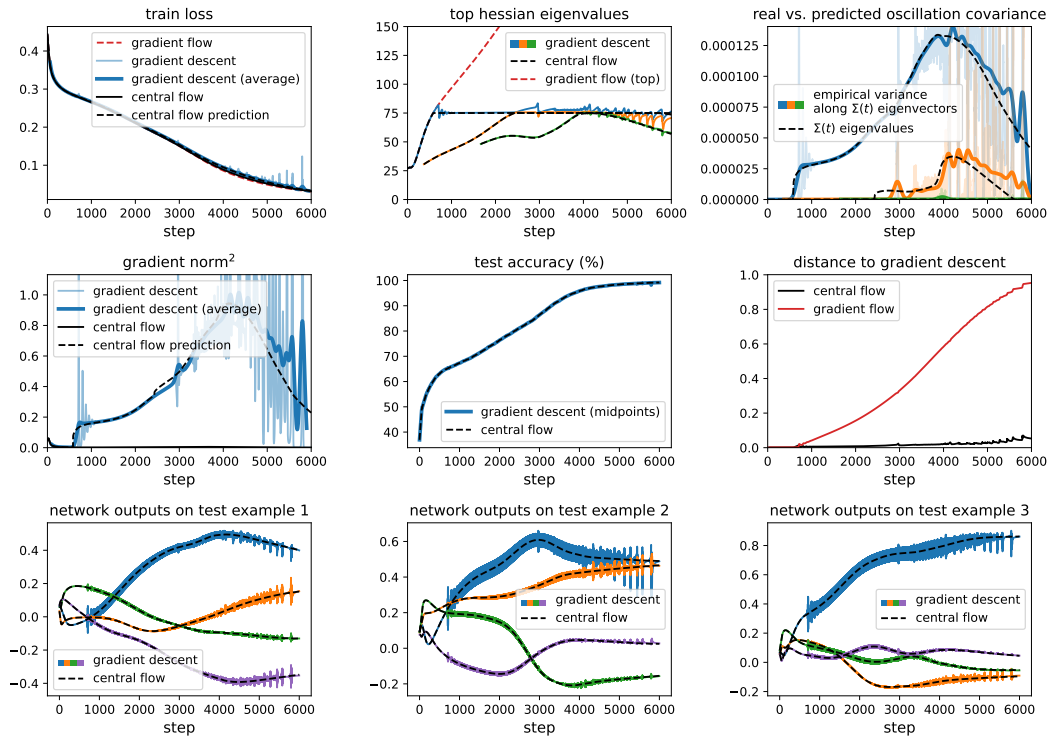 train loss
0.4
0.3
0.2
0.1
gradient flow
gradient descent
gradient descent (average)
central flow
central flow prediction
0 1000 2000 3000 4000 5000 6000
step
top hessian eigenvalues
150
125
100
75
50
25
0
gradient descent
central flow
gradient flow (top)
0 1000 2000 3000 4000 5000 6000
step
real vs. predicted oscillation covariance
0.000125
0.000100
0.000075
0.000050
0.000025
0.000000
empirical variance
along Σ(t) eigenvectors
Σ(t) eigenvalues
0 1000 2000 3000 4000 5000 6000
step
gradient norm²
1.0
0.8
0.6
0.4
0.2
0.0
gradient descent
gradient descent (average)
central flow
central flow prediction
0 1000 2000 3000 4000 5000 6000
step
test accuracy (%)
100
90
80
70
60
50
40
gradient descent (midpoints)
central flow
0 1000 2000 3000 4000 5000 6000
step
distance to gradient descent
1.0
0.8
0.6
0.4
0.2
0.0
central flow
gradient flow
0 1000 2000 3000 4000 5000 6000
step
network outputs on test example 1
0.4
0.2
0.0
−0.2
−0.4
gradient descent
central flow
0 1000 2000 3000 4000 5000 6000
step
network outputs on test example 2
0.6
0.4
0.2
0.0
−0.2
gradient descent
central flow
0 1000 2000 3000 4000 5000 6000
step
network outputs on test example 3
0.8
0.6
0.4
0.2
0.0
−0.2
gradient descent
central flow
0 1000 2000 3000 4000 5000 6000
step